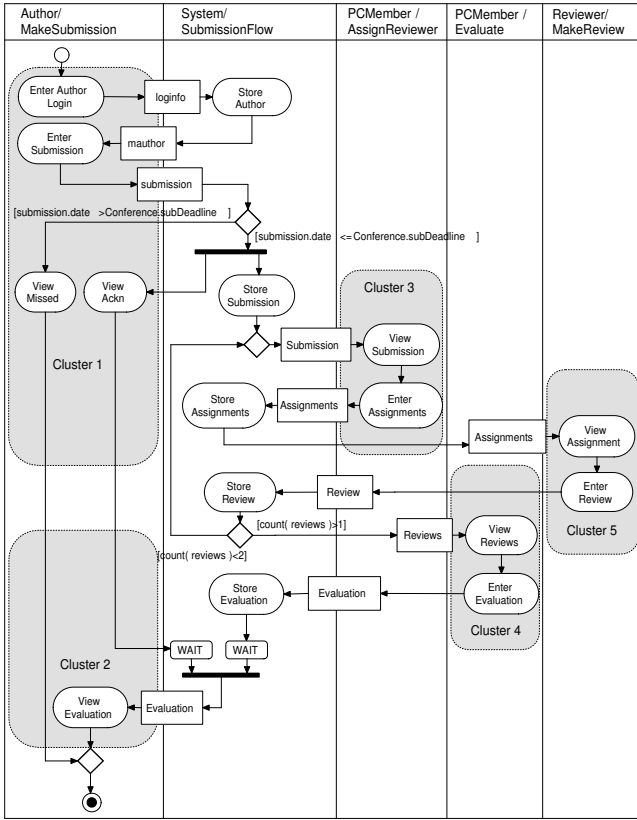 Author/
MakeSubmission
System/
SubmissionFlow
PCMember /
AssignReviewer
PCMember /
Evaluate
Reviewer/
MakeReview
Enter Author
Login
loginfo
Store
Author
Enter
Submission
mauthor
submission
[submission.date >Conference.subDeadline ]
[submission.date <=Conference.subDeadline ]
View
Missed
View
Ackn
Store
Submission
Cluster 3
Cluster 1
Submission
View
Submission
Store
Assignments
Assignments
Enter
Assignments
Assignments
View
Assignment
Store
Review
Review
Enter
Review
[count( reviews )>1]
Reviews
View
Reviews
Cluster 5
[count( reviews )<2]
Store
Evaluation
Evaluation
Enter
Evaluation
Cluster 4
WAIT
WAIT
Cluster 2
View
Evaluation
Evaluation